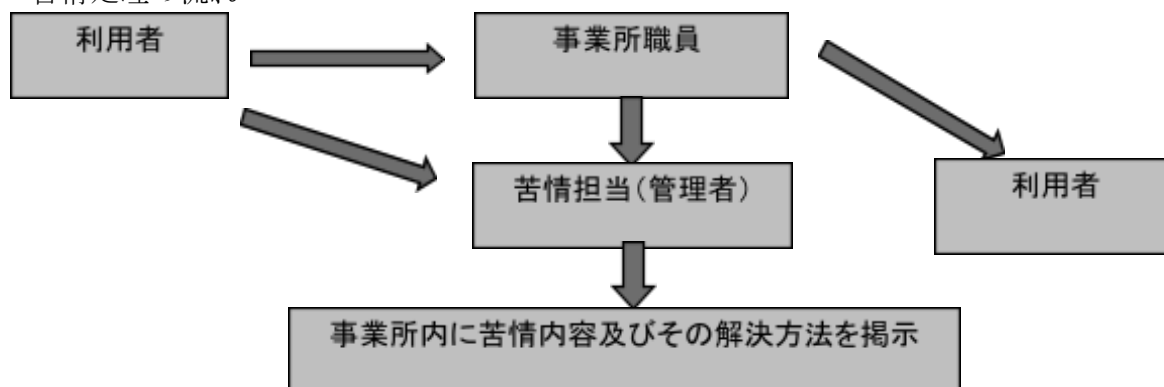 利用者
事業所職員
苦情担当(管理者)
利用者
事業所内に苦情内容及びその解決方法を掲示